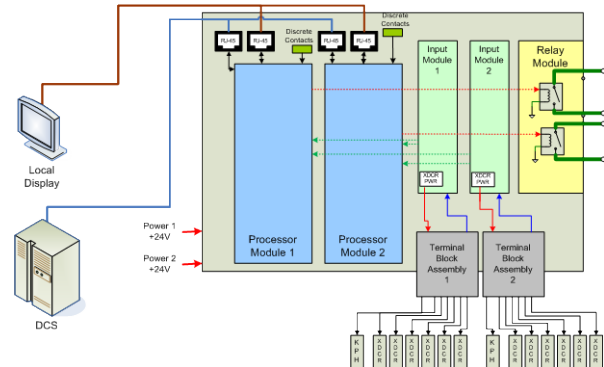 Discrete
Contacts
Discrete
Contacts
RJ-45
RJ-45
RJ-45
RJ-45
Input
Module
1
Input
Module
2
Relay
Module
Local
Display
XDCR
PWR
XDCR
PWR
Power 1
+24V
Power 2
+24V
Processor
Module 1
Processor
Module 2
Terminal
Block
Assembly
1
Terminal
Block
Assembly
2
DCS
KPH
XDCR
XDCR
XDCR
XDCR
XDCR
XDCR
KPH
XDCR
XDCR
XDCR
XDCR
XDCR
XDCR